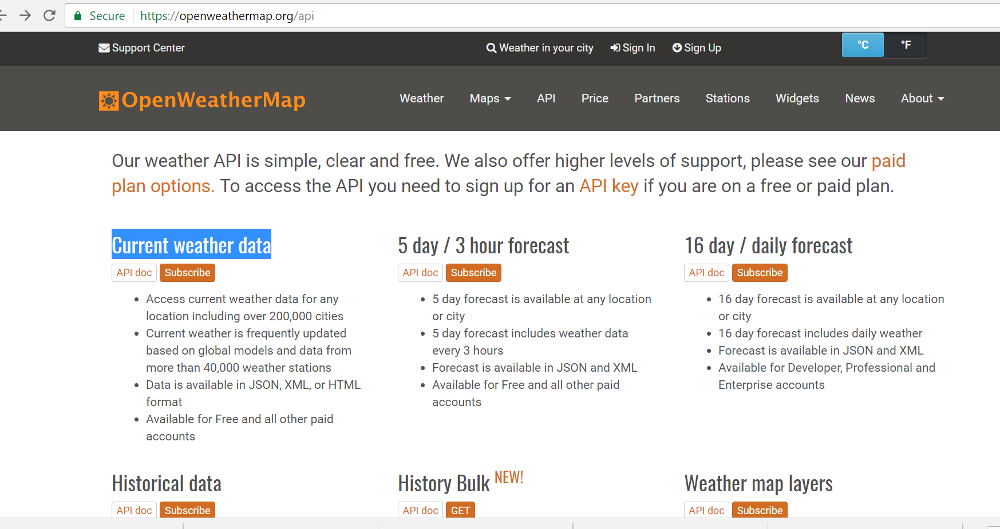 Secure https://openweathermap.org/api
Support Center Weather in your city Sign In Sign Up °C °F
OpenWeatherMap Weather Maps API Price Partners Stations Widgets News About
Our weather API is simple, clear and free. We also offer higher levels of support, please see our paid
plan options. To access the API you need to sign up for an API key if you are on a free or paid plan.
Current weather data
API doc Subscribe
• Access current weather data for any
location including over 200,000 cities
• Current weather is frequently updated
based on global models and data from
more than 40,000 weather stations
• Data is available in JSON, XML, or HTML
format
• Available for Free and all other paid
accounts
5 day / 3 hour forecast
API doc Subscribe
• 5 day forecast is available at any location
or city
• 5 day forecast includes weather data
every 3 hours
• Forecast is available in JSON and XML
• Available for Free and all other paid
accounts
16 day / daily forecast
API doc Subscribe
• 16 day forecast is available at any location
or city
• 16 day forecast includes daily weather
• Forecast is available in JSON and XML
• Available for Developer, Professional and
Enterprise accounts
Historical data
API doc Subscribe
History Bulk NEW!
API doc GET
Weather map layers
API doc Subscribe